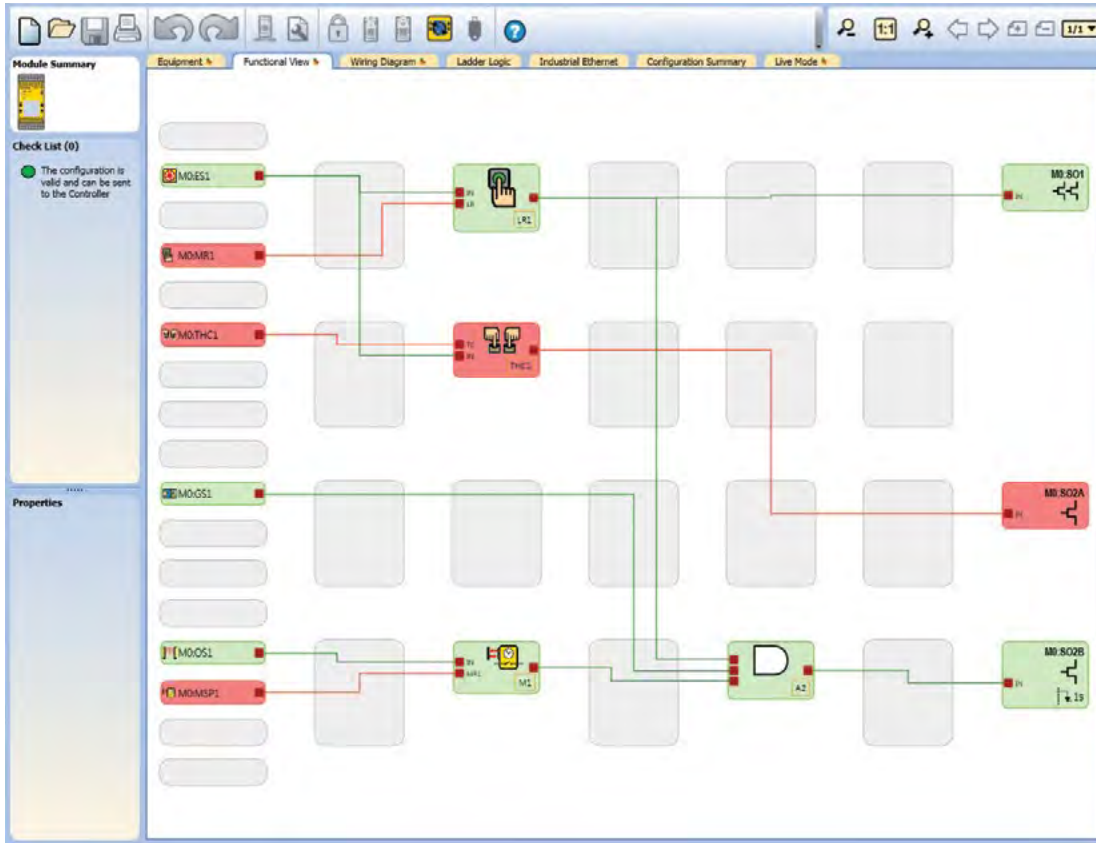 1:1
1/1
Module Summary
Equipment
Functional View
Wiring Diagram
Ladder Logic
Industrial Ethernet
Configuration Summary
Live Mode
Check List (0)
The configuration is
valid and can be sent
to the Controller
Properties
M0:ES1
IN
LR
LR1
M0:SO1
IN
M0:MR1
M0:THC1
TC
IN
THC1
M0:GS1
M0:SO2A
IN
M0:OS1
IN
MR1
M1
M0:MSP1
A2
M0:SO2B
IN
1s